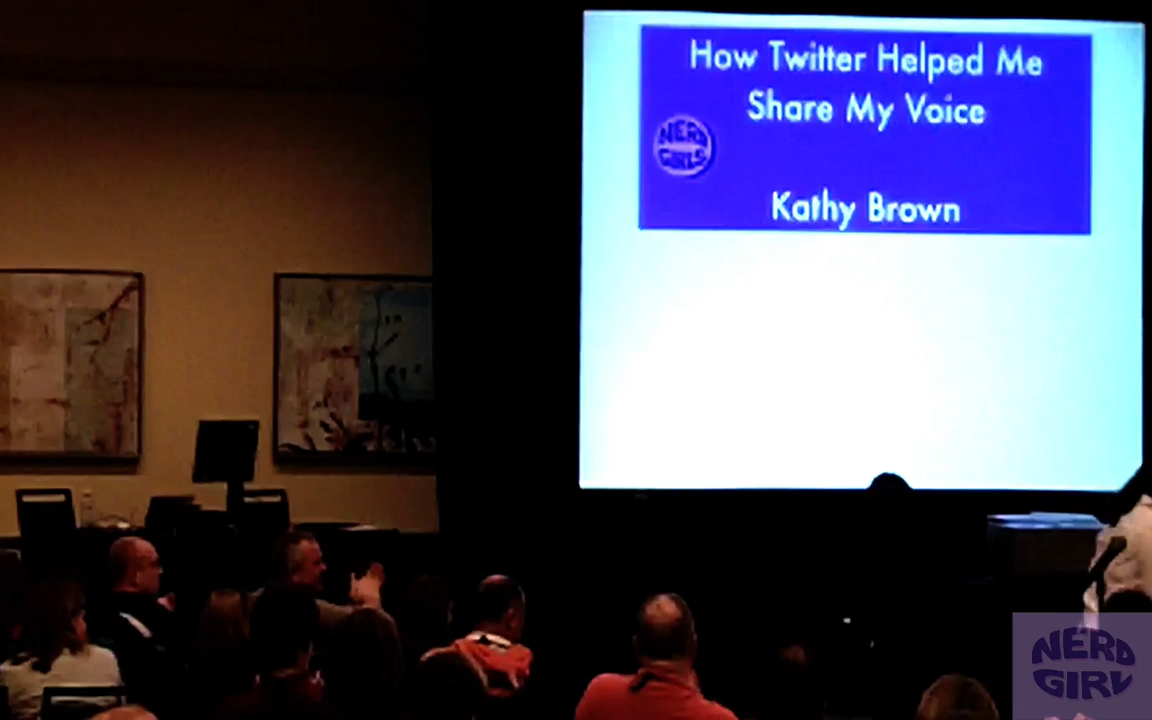 How Twitter Helped Me
Share My Voice
NERD
GIRLS
Kathy Brown
NERD
GIRL